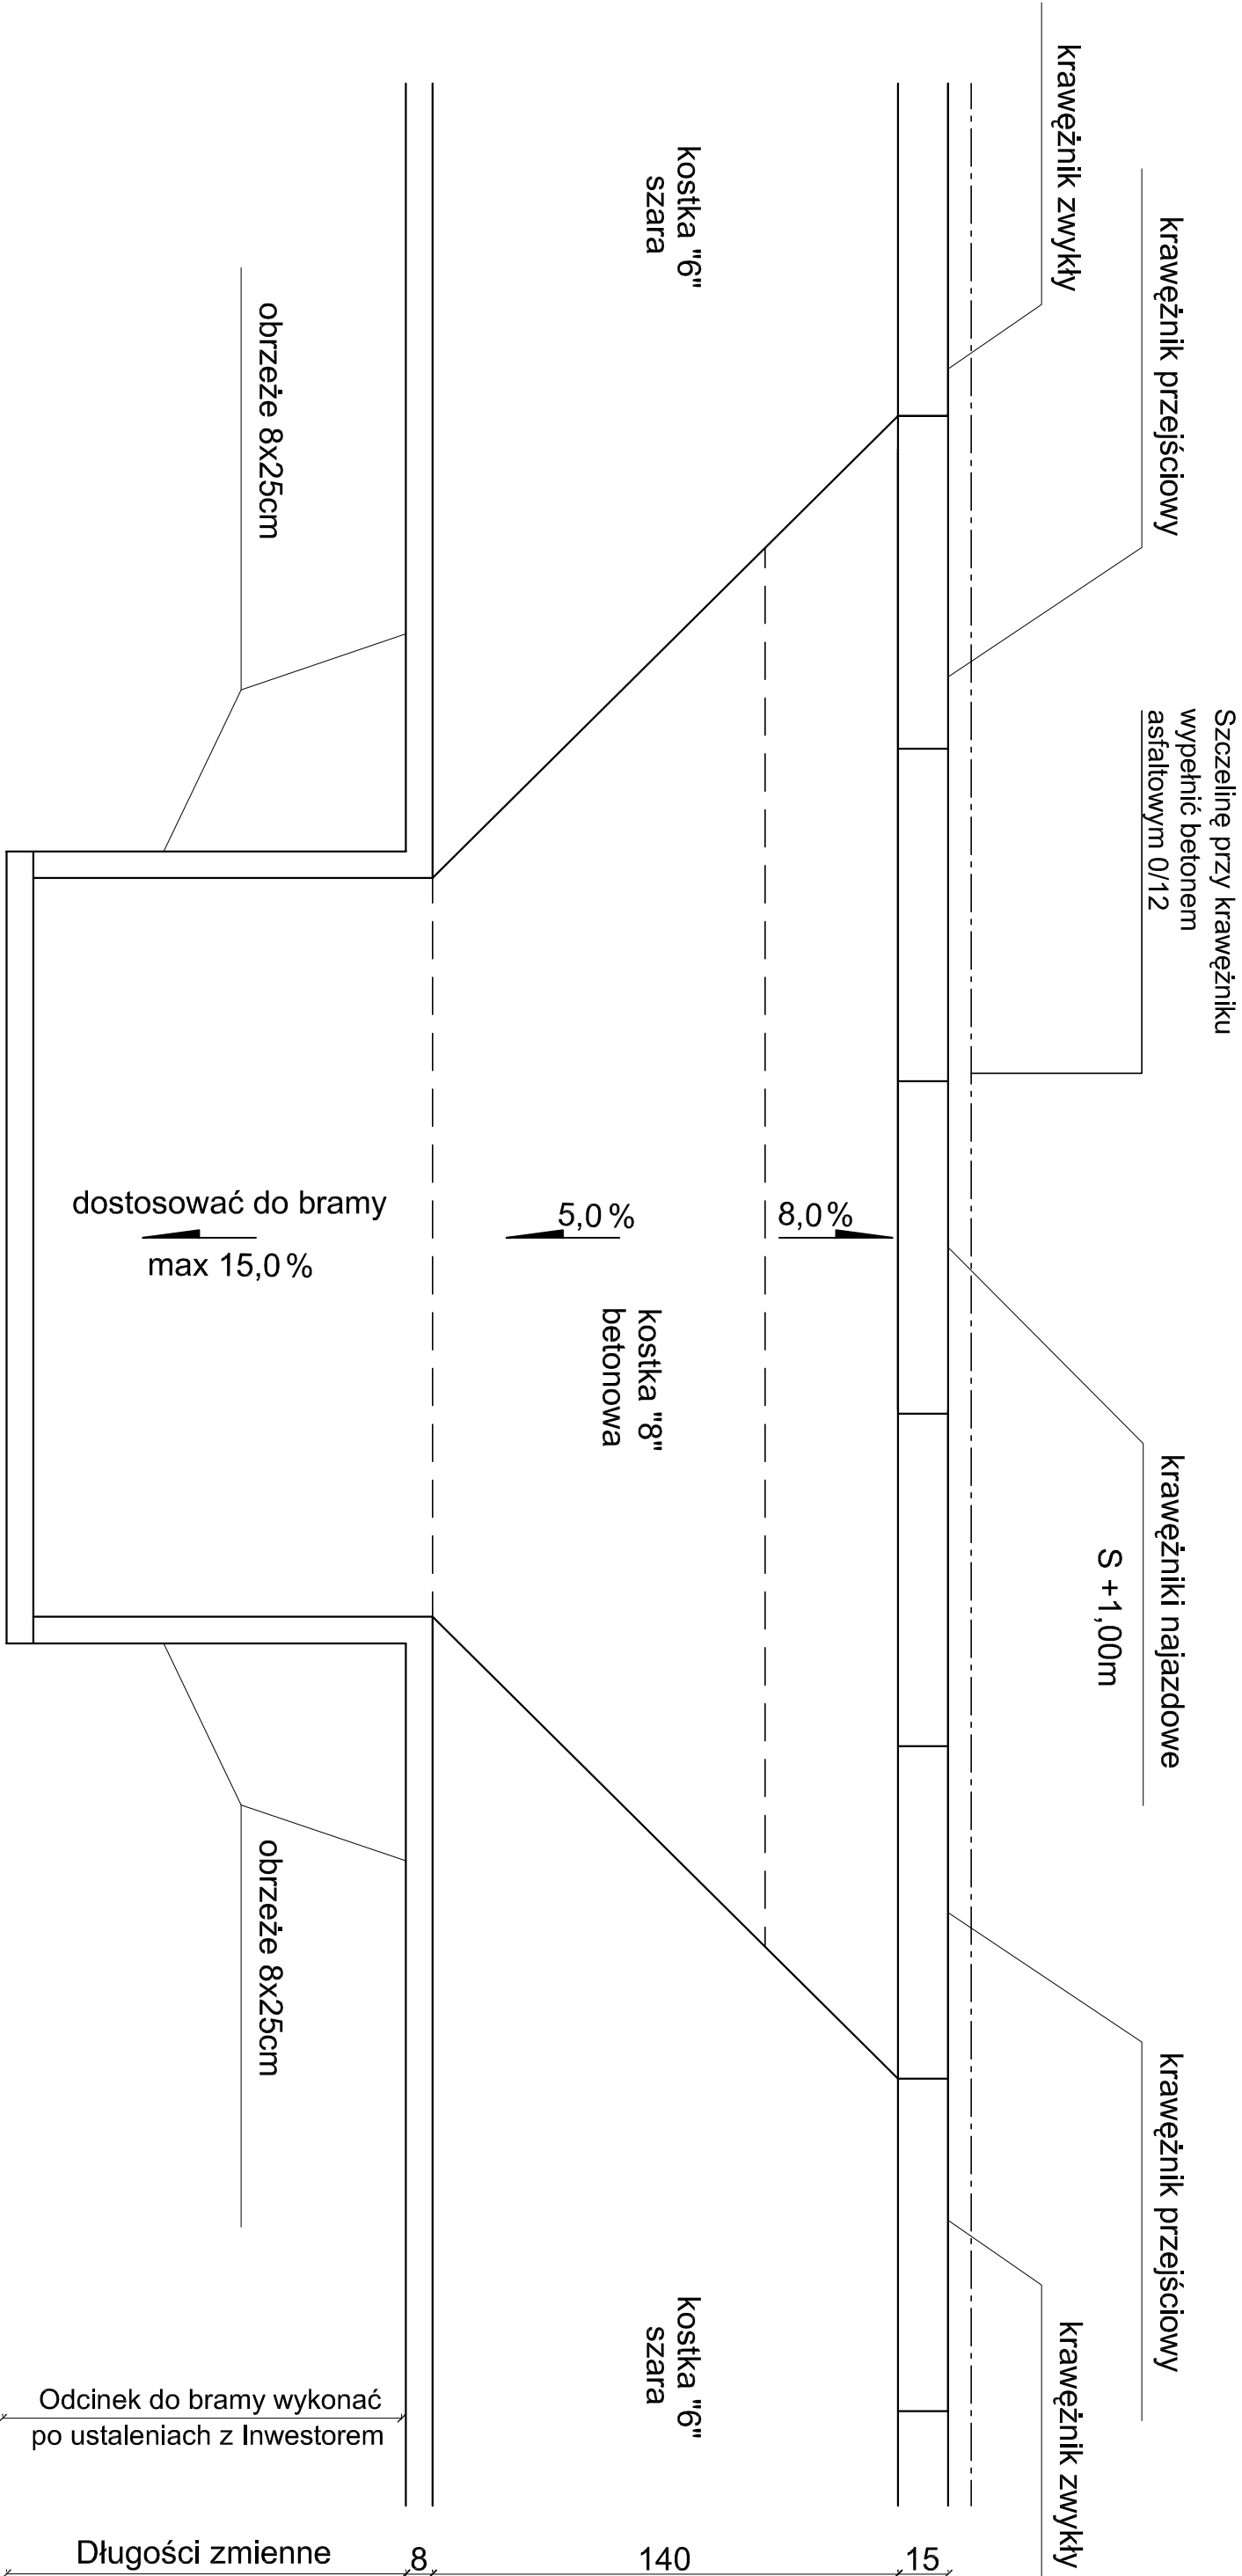 krawężnik zwykły
krawężnik przejściowy
Szczelinę przy krawężniku
wypełnić betonem
asfaltowym 0/12
krawężniki najazdowe
S +1,00m
krawężnik przejściowy
krawężnik zwykły
kostka "6"
szara
obrzeże 8x25cm
dostosować do bramy
max 15,0%
5,0%
8,0%
kostka "8"
betonowa
obrzeże 8x25cm
kostka "6"
szara
Odcinek do bramy wykonać
po ustaleniach z Inwestorem
Długości zmienne
8
140
15